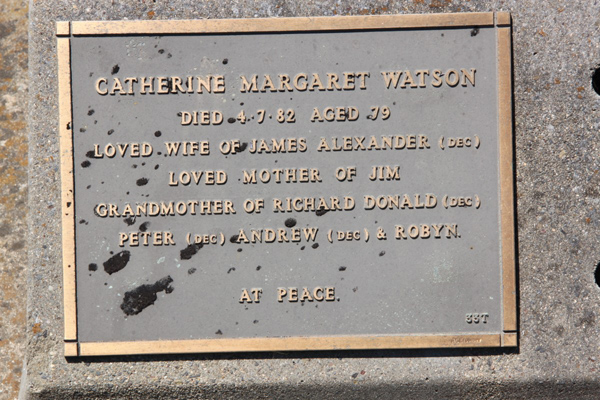 CATHERINE MARGARET WATSON
DIED 4·7·82 AGED 79
LOVED WIFE OF JAMES ALEXANDER (DEC)
LOVED MOTHER OF JIM
GRANDMOTHER OF RICHARD DONALD (DEC)
PETER (DEC) ANDREW (DEC) & ROBYN.
AT PEACE.
33T